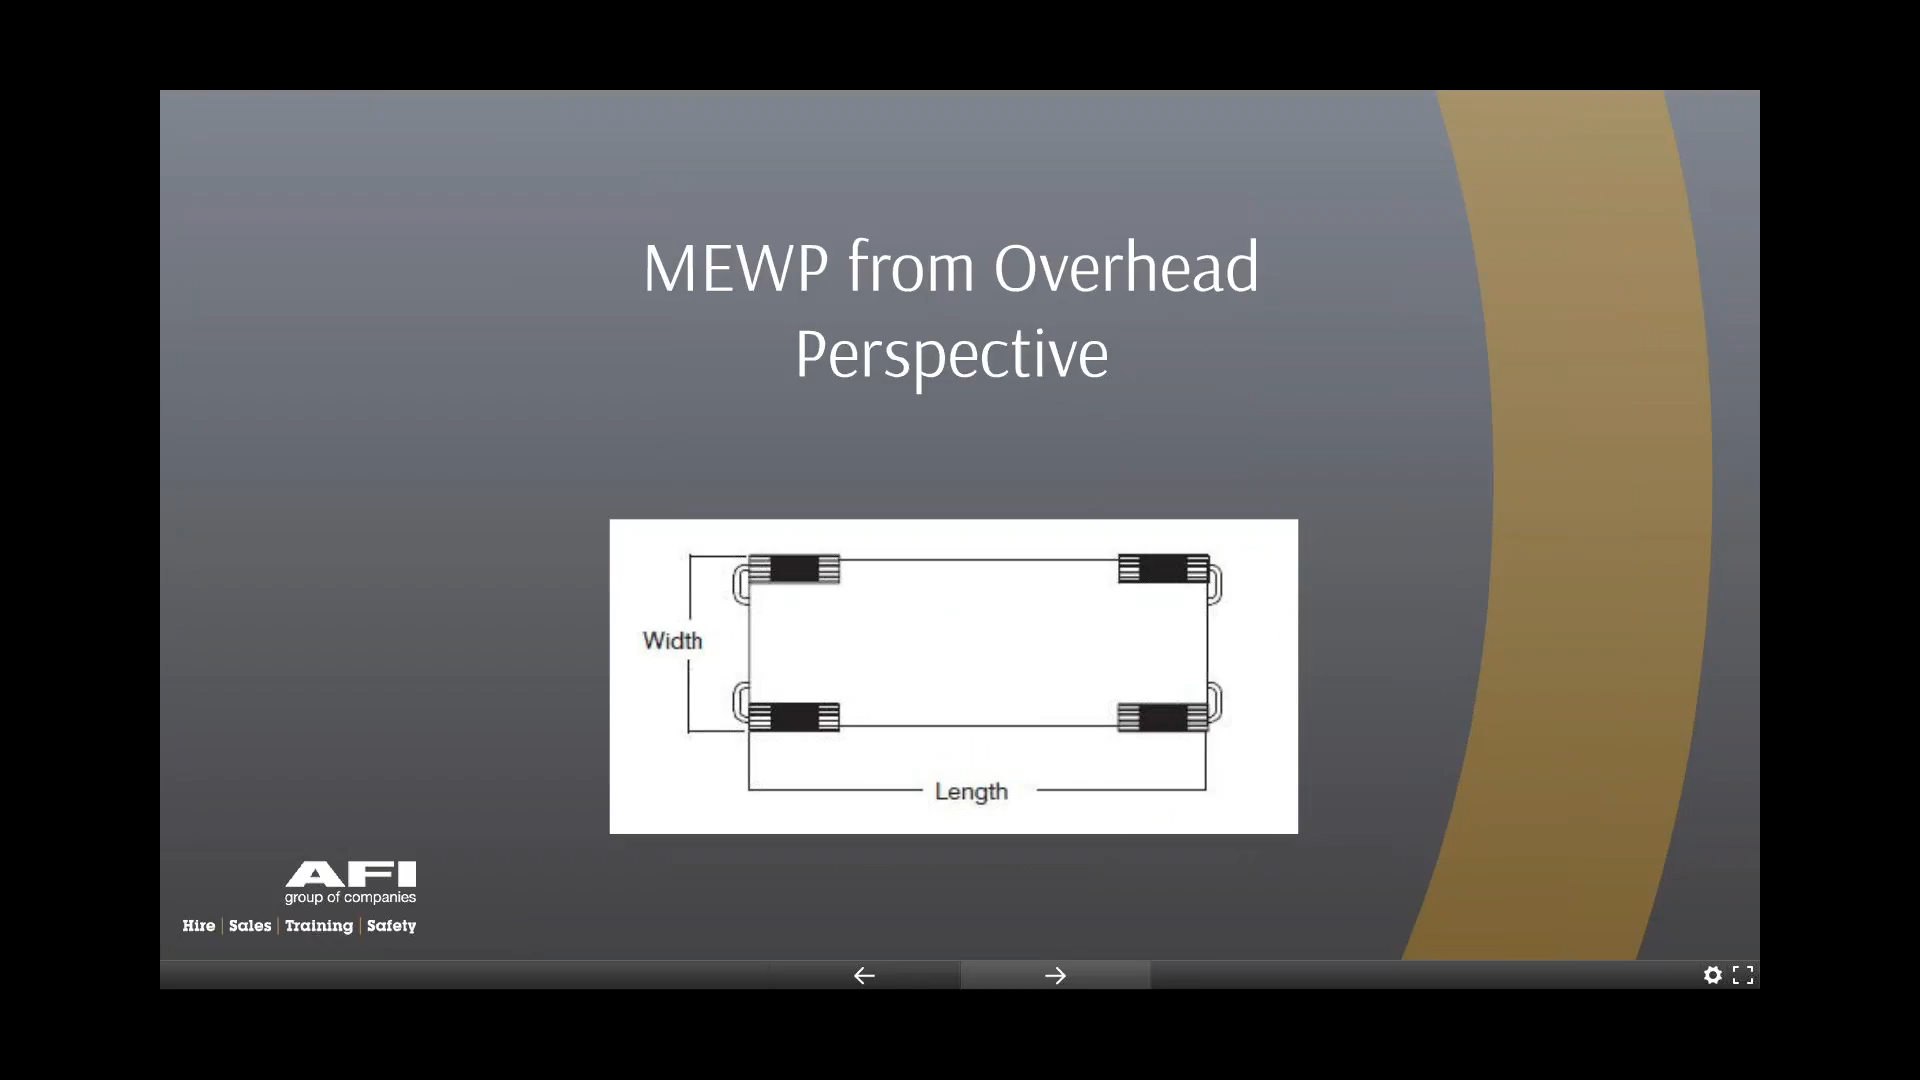 MEWP from Overhead
Perspective
Width
Length
AFI
group of companies
Hire | Sales | Training | Safety